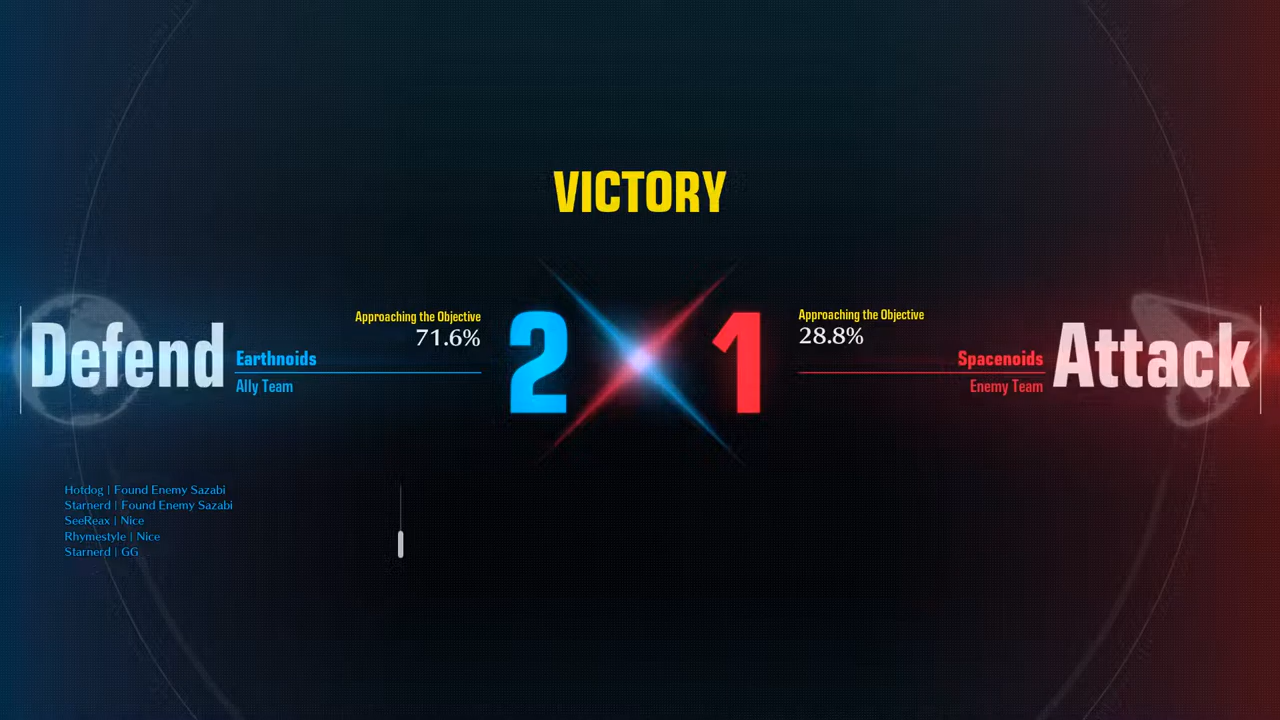 VICTORY
Defend
Earthnoids
Ally Team
Approaching the Objective
71.6%
2
1
Approaching the Objective
28.8%
Spacenoids
Enemy Team
Attack
Hotdog | Found Enemy Sazabi
Starnerd | Found Enemy Sazabi
SeeReax | Nice
Rhymestyle | Nice
Starnerd | GG